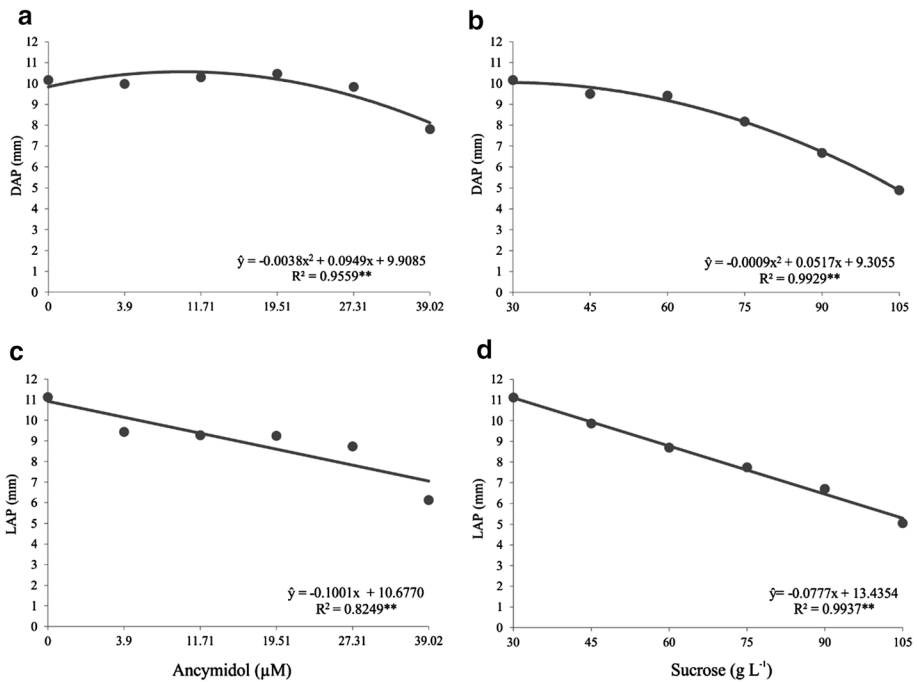 a
12
11
10
9
8
7
6
5
4
3
2
1
0
DAP (mm)
ŷ = -0.0038x² + 0.0949x + 9.9085
R² = 0.9559**
0 3.9 11.71 19.51 27.31 39.02
b
12
11
10
9
8
7
6
5
4
3
2
1
0
DAP (mm)
ŷ = -0.0009x² + 0.0517x + 9.3055
R² = 0.9929**
30 45 60 75 90 105
c
12
11
10
9
8
7
6
5
4
3
2
1
0
LAP (mm)
ŷ = -0.1001x + 10.6770
R² = 0.8249**
0 3.9 11.71 19.51 27.31 39.02
Ancymidol (µM)
d
12
11
10
9
8
7
6
5
4
3
2
1
0
LAP (mm)
ŷ= -0.0777x + 13.4354
R² = 0.9937**
30 45 60 75 90 105
Sucrose (g L⁻¹)